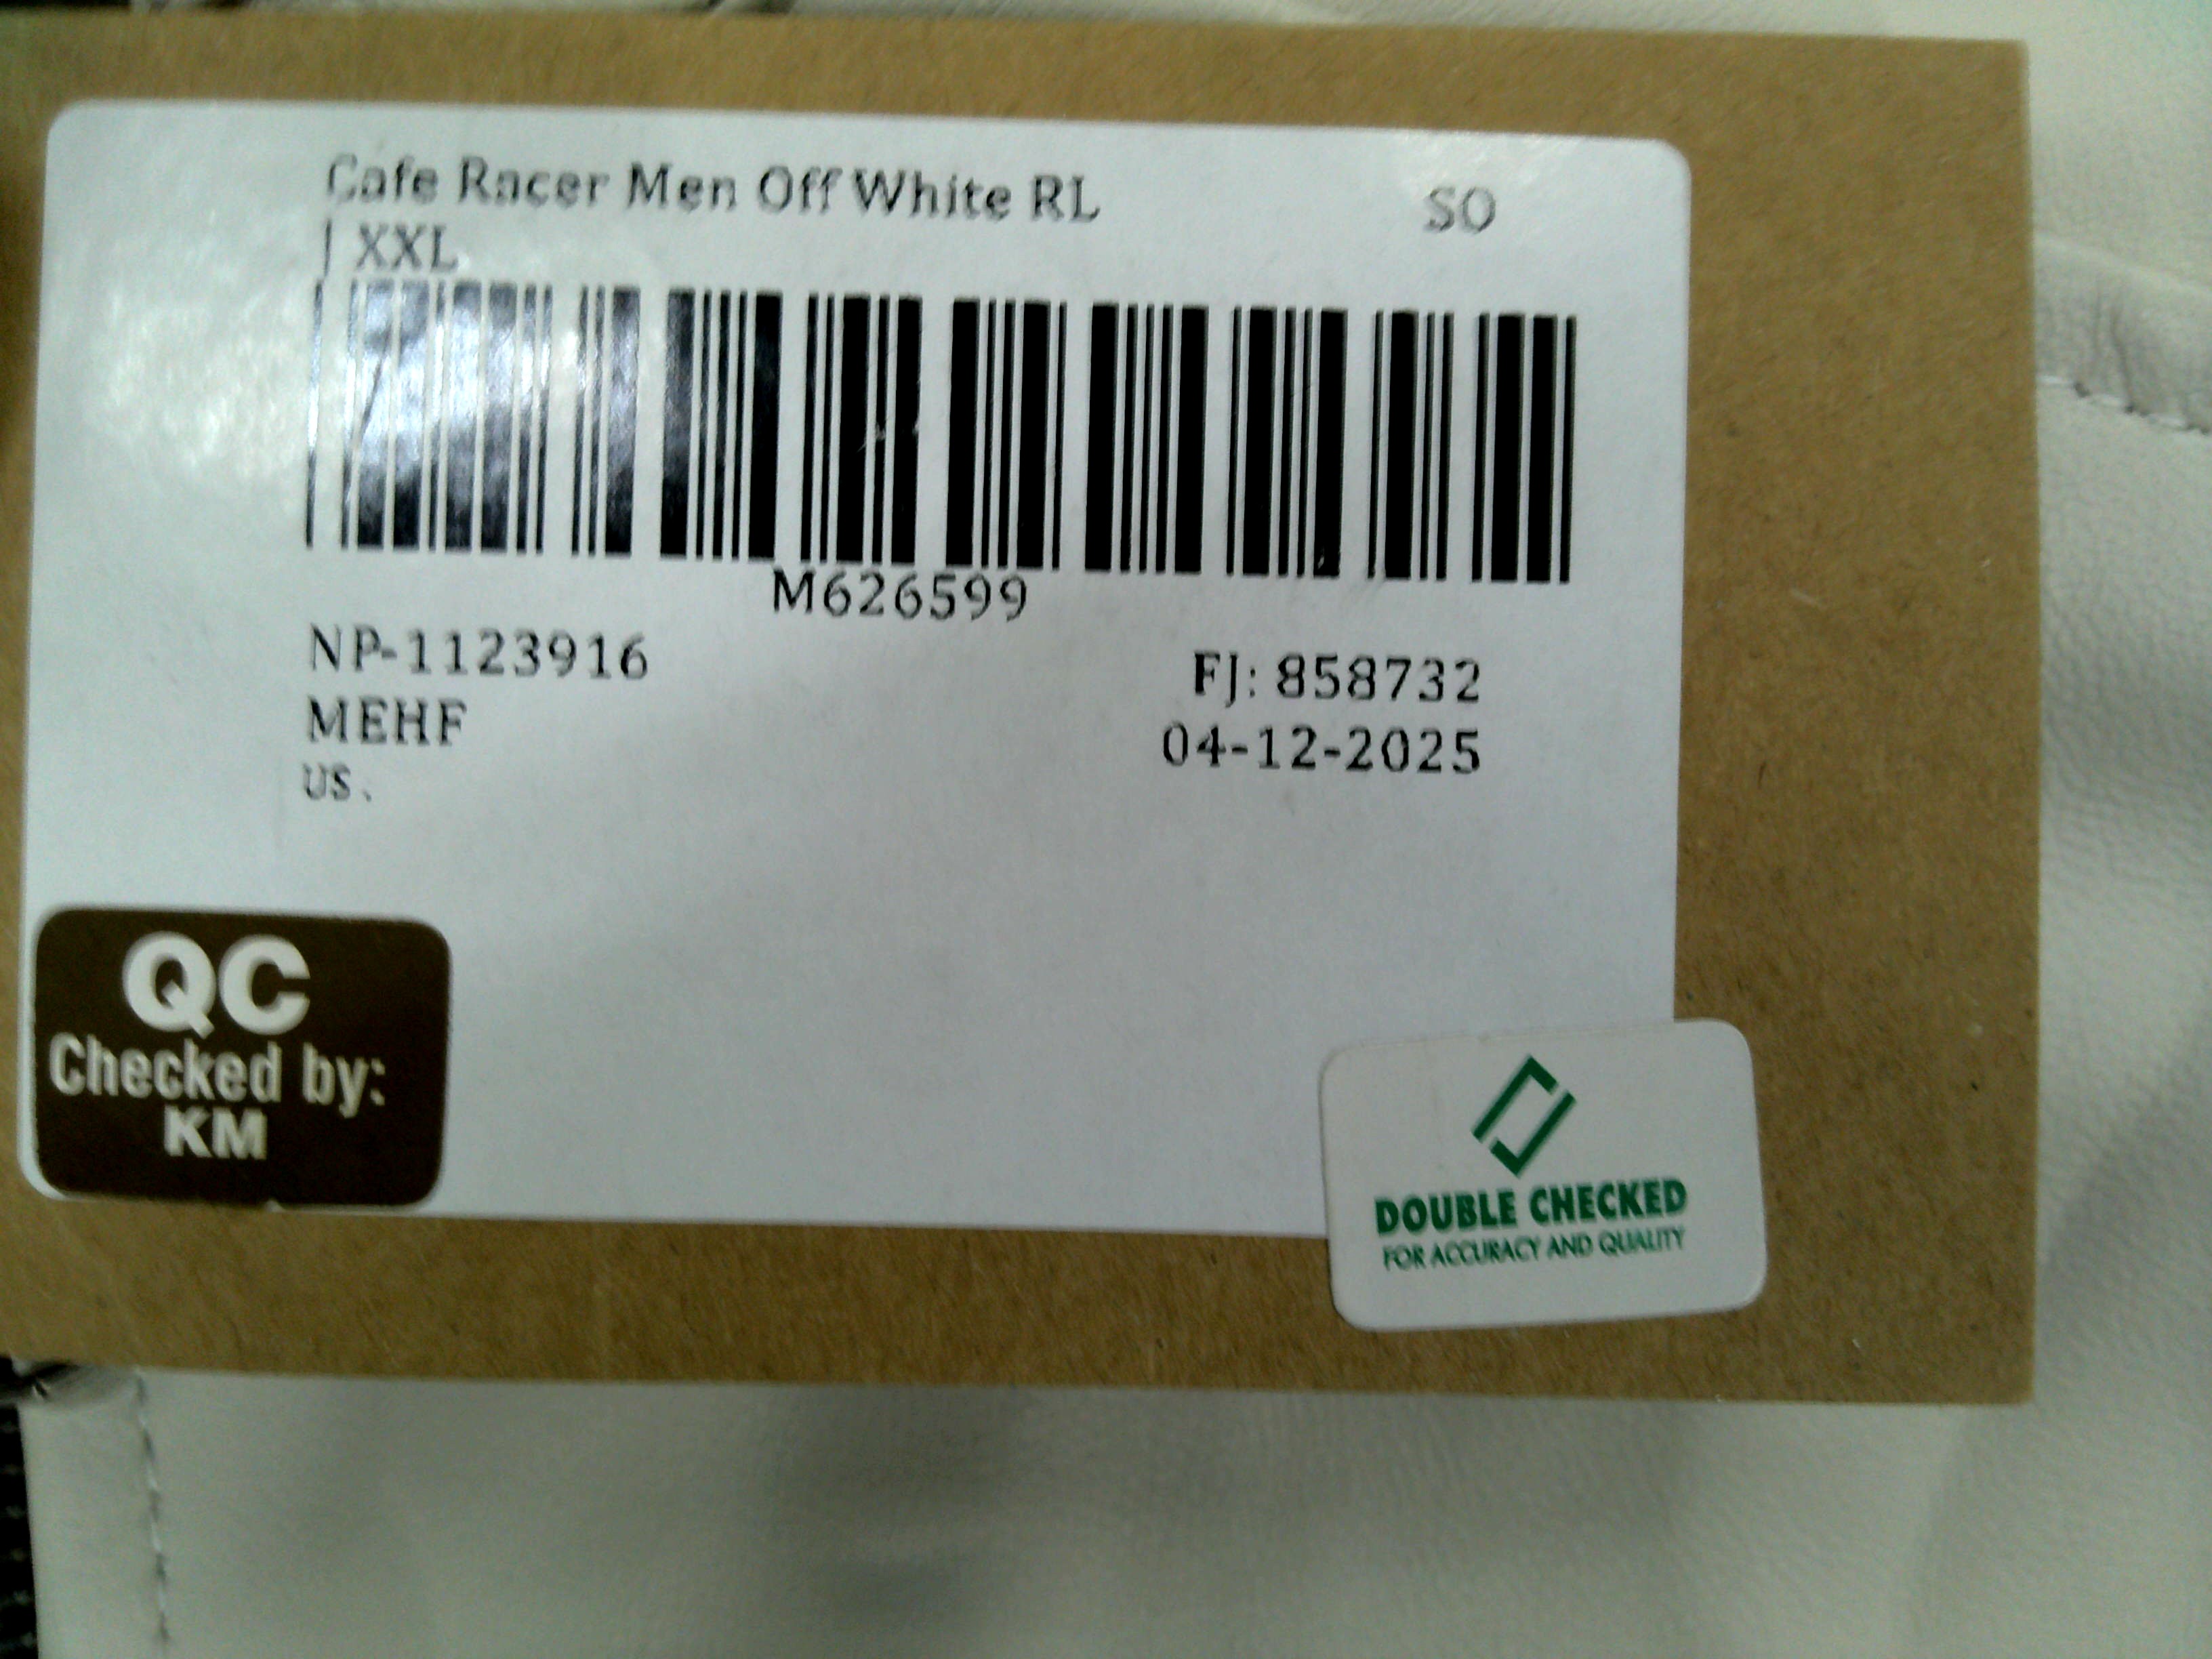 Cafe Racer Men Off White RL
| XXL
SO
M626599
NP-1123916
FJ: 858732
MEHF
04-12-2025
US .
QC
Checked by:
KM
DOUBLE CHECKED
FOR ACCURACY AND QUALITY